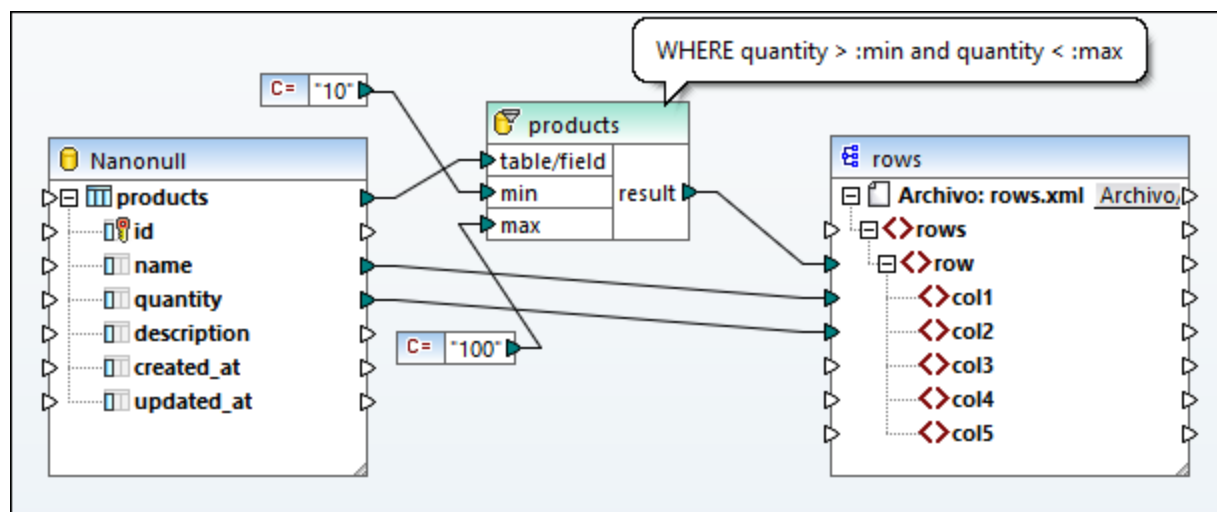 WHERE quantity > :min and quantity < :max
C= "10"
products
table/field
min
result
max
Nanonull
products
id
name
quantity
description
created_at
updated_at
C= "100"
rows
Archivo: rows.xml Archivo/
rows
row
col1
col2
col3
col4
col5